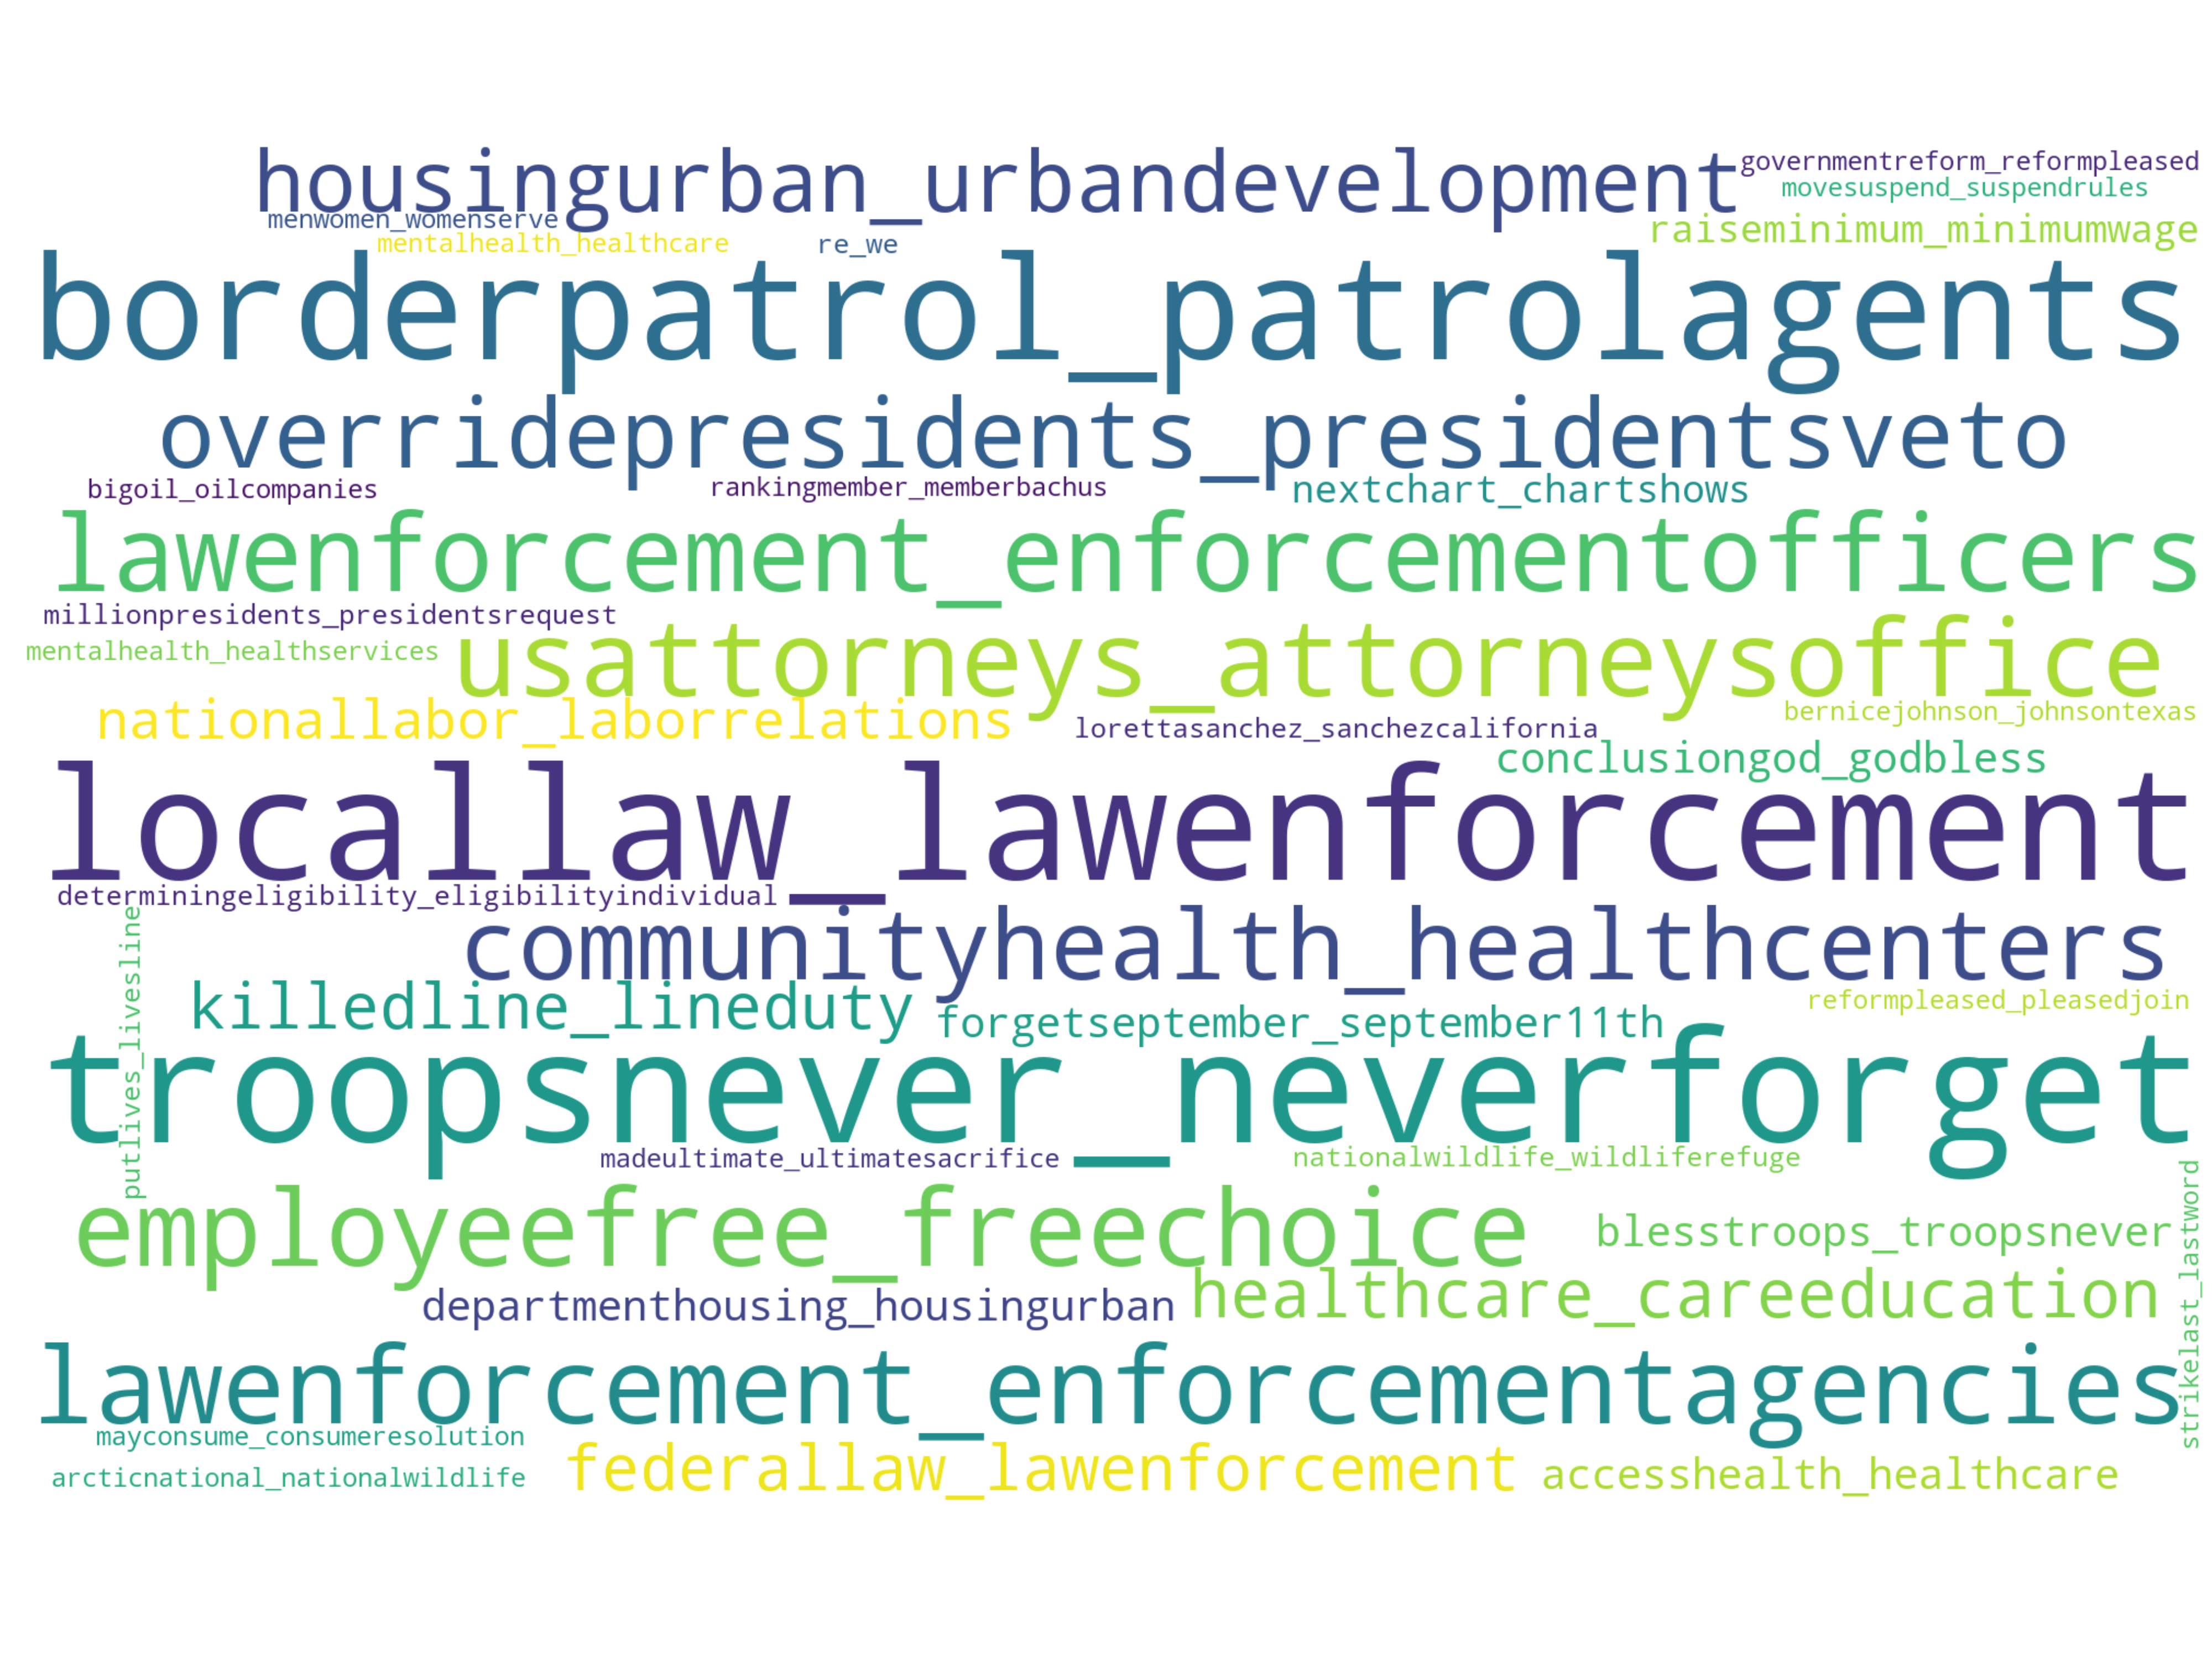 housingurban_urbandevelopment
governmentreform_reformpleased
movesuspend_suspendrules
menwomen_womenserve
raiseminimum_minimumwage
mentalhealth_healthcare
re_we
borderpatrol_patrolagents
overridepresidents_presidentsveto
bigoil_oilcompanies
rankingmember_memberbachus
nextchart_chartshows
lawenforcement_enforcementofficers
millionpresidents_presidentsrequest
mentalhealth_healthservices
usattorneys_attorneysoffice
nationallabor_laborrelations
lorettasanchez_sanchezcalifornia
bernicejohnson_johnsontexas
conclusiongod_godbless
locallaw_lawenforcement
determiningeligibility_eligibilityindividual
putlives_livesline
communityhealth_healthcenters
killedline_lineduty
forgetseptember_september11th
reformpleased_pleasedjoin
troopsnever_neverforget
madeultimate_ultimatesacrifice
nationalwildlife_wildliferefuge
employeefree_freechoice
blesstroops_troopsnever
strikelast_lastword
departmenthousing_housingurban
healthcare_careeducation
lawenforcement_enforcementagencies
mayconsume_consumeresolution
federallaw_lawenforcement
arcticnational_nationalwildlife
accesshealth_healthcare